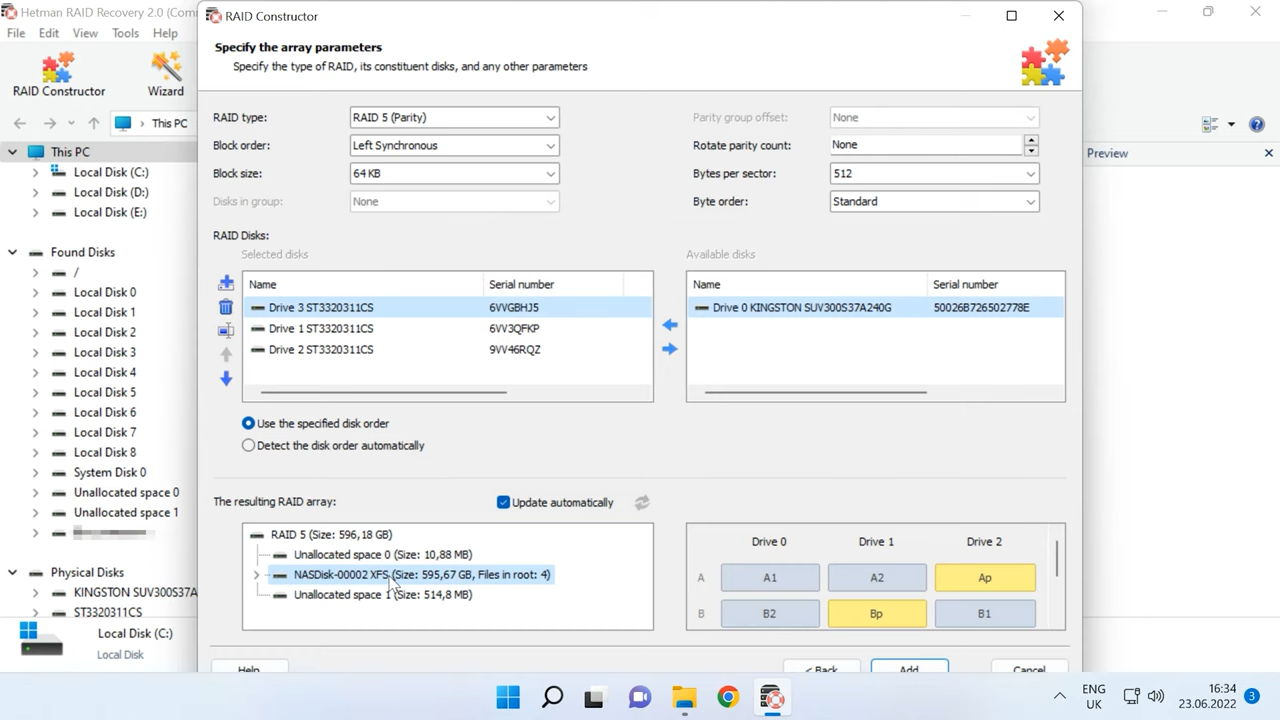 Hetman RAID Recovery 2.0 (Com
File Edit View Tools Help
RAID Constructor Wizard
This PC
This PC
Local Disk (C:)
Local Disk (D:)
Local Disk (E:)
Found Disks
/
Local Disk 0
Local Disk 1
Local Disk 2
Local Disk 3
Local Disk 4
Local Disk 5
Local Disk 6
Local Disk 7
Local Disk 8
System Disk 0
Unallocated space 0
Unallocated space 1
Physical Disks
KINGSTON SUV300S37A
ST3320311CS
Local Disk (C:)
Local Disk
RAID Constructor
Specify the array parameters
Specify the type of RAID, its constituent disks, and any other parameters
RAID type: RAID 5 (Parity)
Block order: Left Synchronous
Block size: 64 KB
Disks in group: None
Parity group offset: None
Rotate parity count: None
Bytes per sector: 512
Byte order: Standard
RAID Disks:
Selected disks
Name Serial number
Drive 3 ST3320311CS 6VVGBHJ5
Drive 1 ST3320311CS 6VV3QFKP
Drive 2 ST3320311CS 9VV46RQZ
Available disks
Name Serial number
Drive 0 KINGSTON SUV300S37A240G 50026B726502778E
Use the specified disk order
Detect the disk order automatically
The resulting RAID array: Update automatically
RAID 5 (Size: 596,18 GB)
Unallocated space 0 (Size: 10,88 MB)
NASDisk-00002 XFS (Size: 595,67 GB, Files in root: 4)
Unallocated space 1 (Size: 514,8 MB)
Drive 0 Drive 1 Drive 2
A A1 A2 Ap
B B2 Bp B1
Help < Back Add Cancel
Preview
ENG
UK
16:34
23.06.2022
3